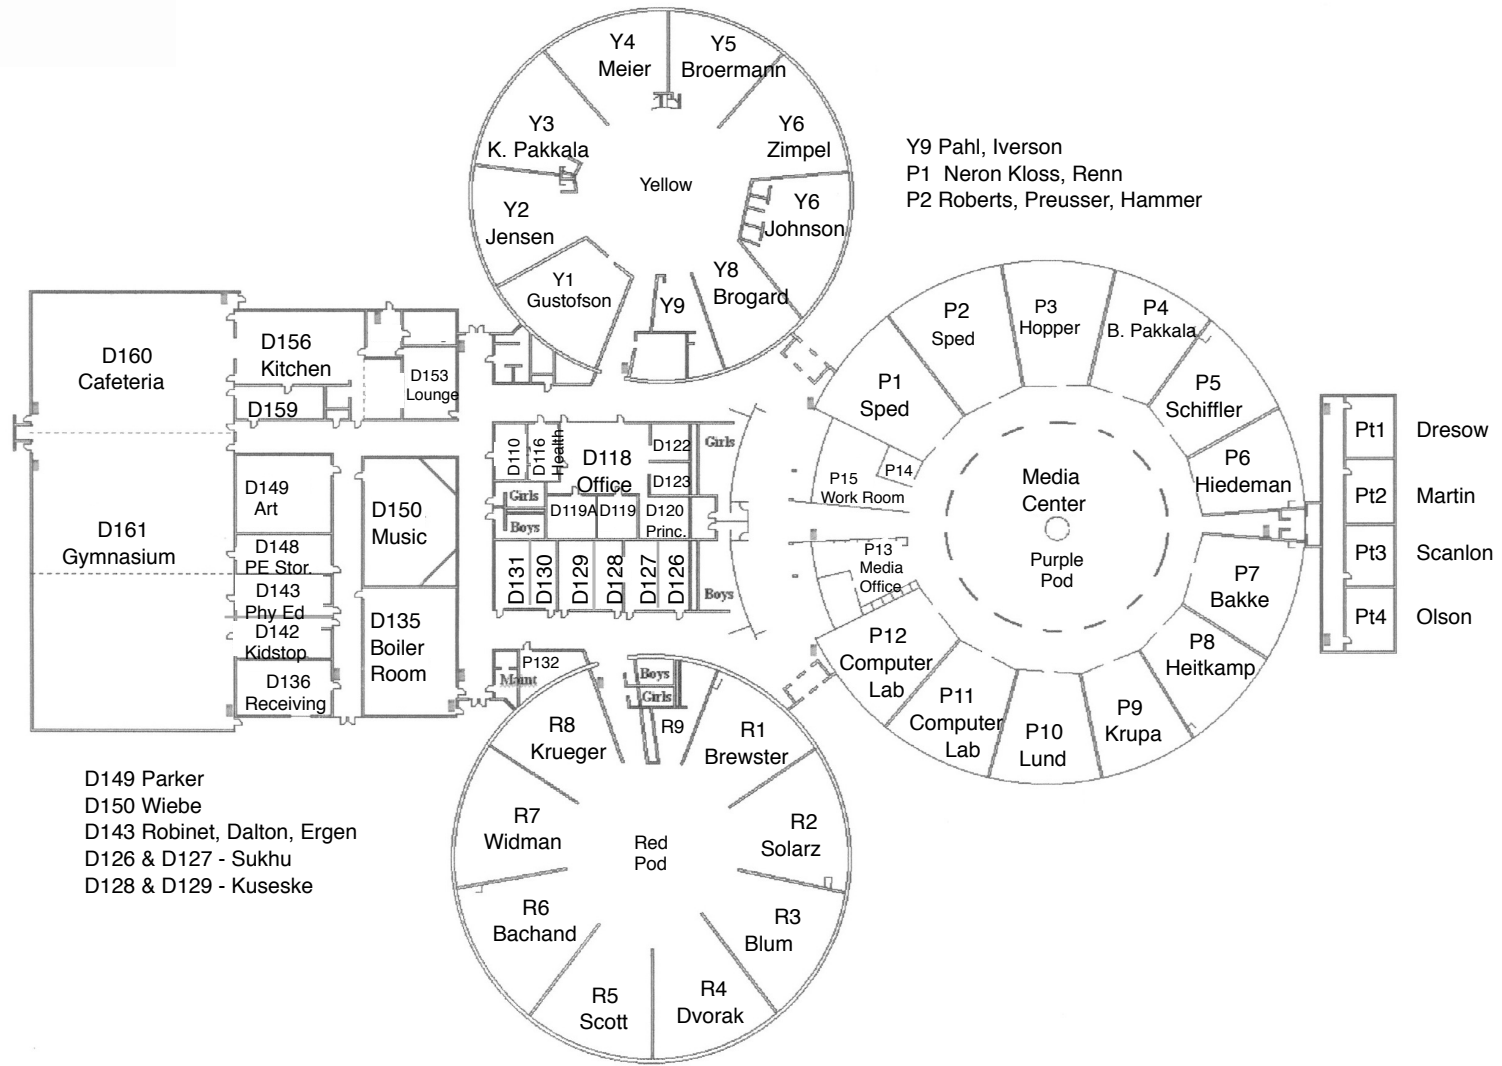 Y4
Meier
Y5
Broermann
Y3
K. Pakkala
Y6
Zimpel
Yellow
Y2
Jensen
Y6
Johnson
Y1
Gustofson
Y9
Y8
Brogard
Y9 Pahl, Iverson
P1 Neron Kloss, Renn
P2 Roberts, Preusser, Hammer
D160
Cafeteria
D156
Kitchen
D153
Lounge
D159
D161
Gymnasium
D149
Art
D148
PE Stor.
D143
Phy Ed
D142
Kidstop
D136
Receiving
D150
Music
D135
Boiler
Room
D110
D116
Health
D118
Office
D122
D123
Girls
Girls
Boys
D119A
D119
D120
Princ.
D131
D130
D129
D128
D127
D126
Boys
P132
Maint
Boys
Girls
P2
Sped
P3
Hopper
P4
B. Pakkala
P1
Sped
P5
Schiffler
P6
Hiedeman
P14
P15
Work Room
Media
Center
Purple
Pod
P13
Media
Office
P7
Bakke
P8
Heitkamp
P12
Computer
Lab
P11
Computer
Lab
P10
Lund
P9
Krupa
Pt1
Dresow
Pt2
Martin
Pt3
Scanlon
Pt4
Olson
R8
Krueger
R9
R1
Brewster
R7
Widman
Red
Pod
R2
Solarz
R6
Bachand
R3
Blum
R5
Scott
R4
Dvorak
D149 Parker
D150 Wiebe
D143 Robinet, Dalton, Ergen
D126 & D127 - Sukhu
D128 & D129 - Kuseske